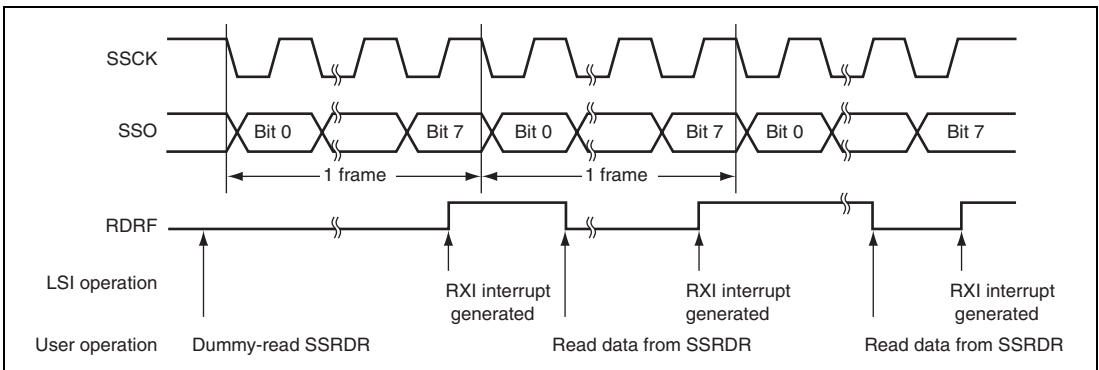 SSCK
SSO
Bit 0 Bit 7 Bit 0 Bit 7 Bit 0 Bit 7
1 frame 1 frame
RDRF
LSI operation
RXI interrupt generated
RXI interrupt generated
RXI interrupt generated
User operation
Dummy-read SSRDR
Read data from SSRDR
Read data from SSRDR